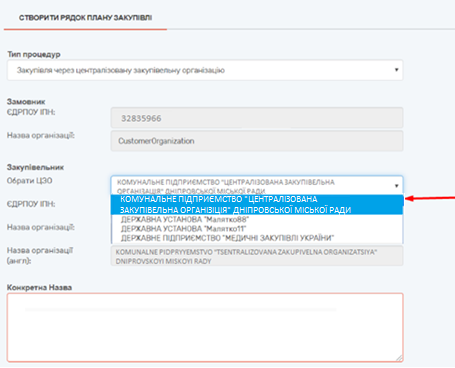 СТВОРИТИ РЯДОК ПЛАНУ ЗАКУПІВЛІ
Тип процедур
Закупівля через централізовану закупівельну організацію
Замовник
ЄДРПОУ ІПН:
32835966
Назва організації:
CustomerOrganization
Закупівельник
Обрати ЦЗО
КОМУНАЛЬНЕ ПІДПРИЄМСТВО "ЦЕНТРАЛІЗОВАНА ЗАКУПІВЕЛЬНА
ОРГАНІЗАЦІЯ" ДНІПРОВСЬКОЇ МІСЬКОЇ РАДИ
КОМУНАЛЬНЕ ПІДПРИЄМСТВО "ЦЕНТРАЛІЗОВАНА
ЗАКУПІВЕЛЬНА ОРГАНІЗІЦІЯ" ДНІПРОВСЬКОЇ МІСЬКОЇ РАДИ
ЄДРПОУ ІПН:
ДЕРЖАВНА УСТАНОВА "Малятко88"
Назва організації:
ДЕРЖАВНА УСТАНОВА "Малятко11"
ДЕРЖАВНЕ ПІДПРИЄМСТВО "МЕДИЧНІ ЗАКУПІВЛІ УКРАЇНИ"
Назва організації
(англ):
KOMUNALNE PIDPRYYEMSTVO "TSENTRALIZOVANA ZAKUPIVELNA ORGANIZATSIYA"
DNIPROVSKOYI MISKOYI RADY
Конкретна Назва